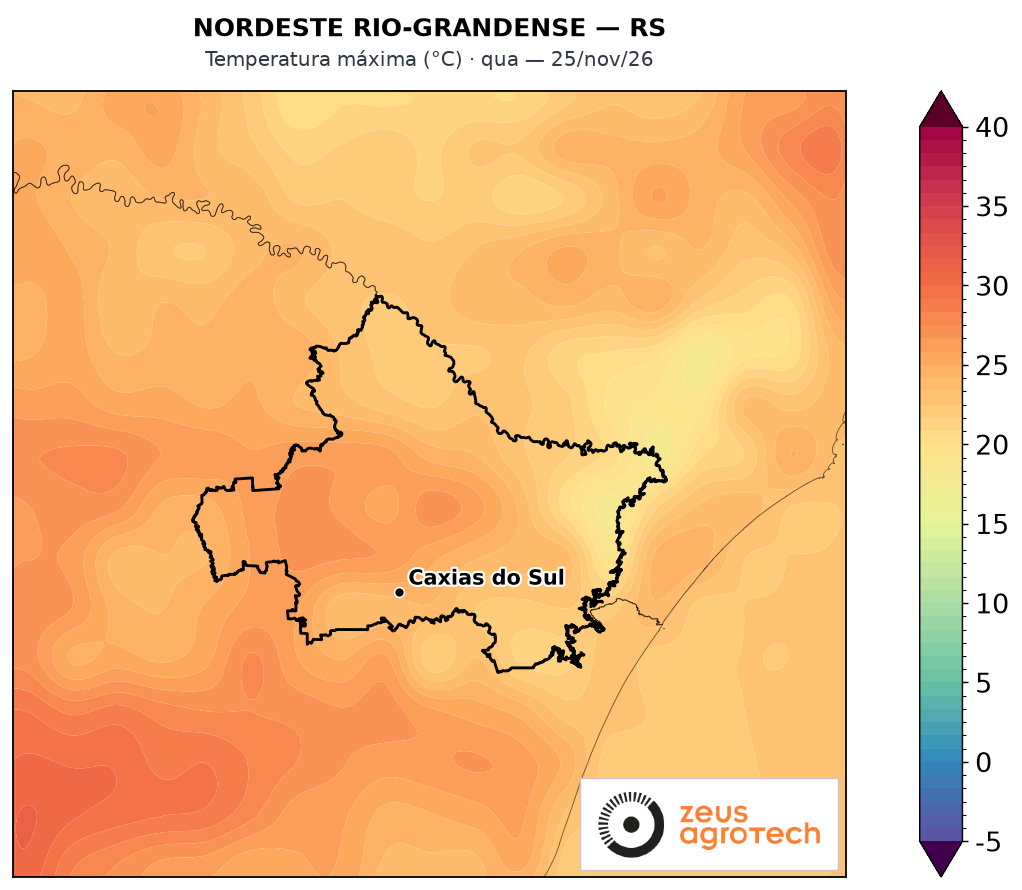 NORDESTE RIO-GRANDENSE — RS
Temperatura máxima (°C) · qua — 25/nov/26
40
35
30
25
20
15
10
5
0
-5
Caxias do Sul
zeus
agrotech